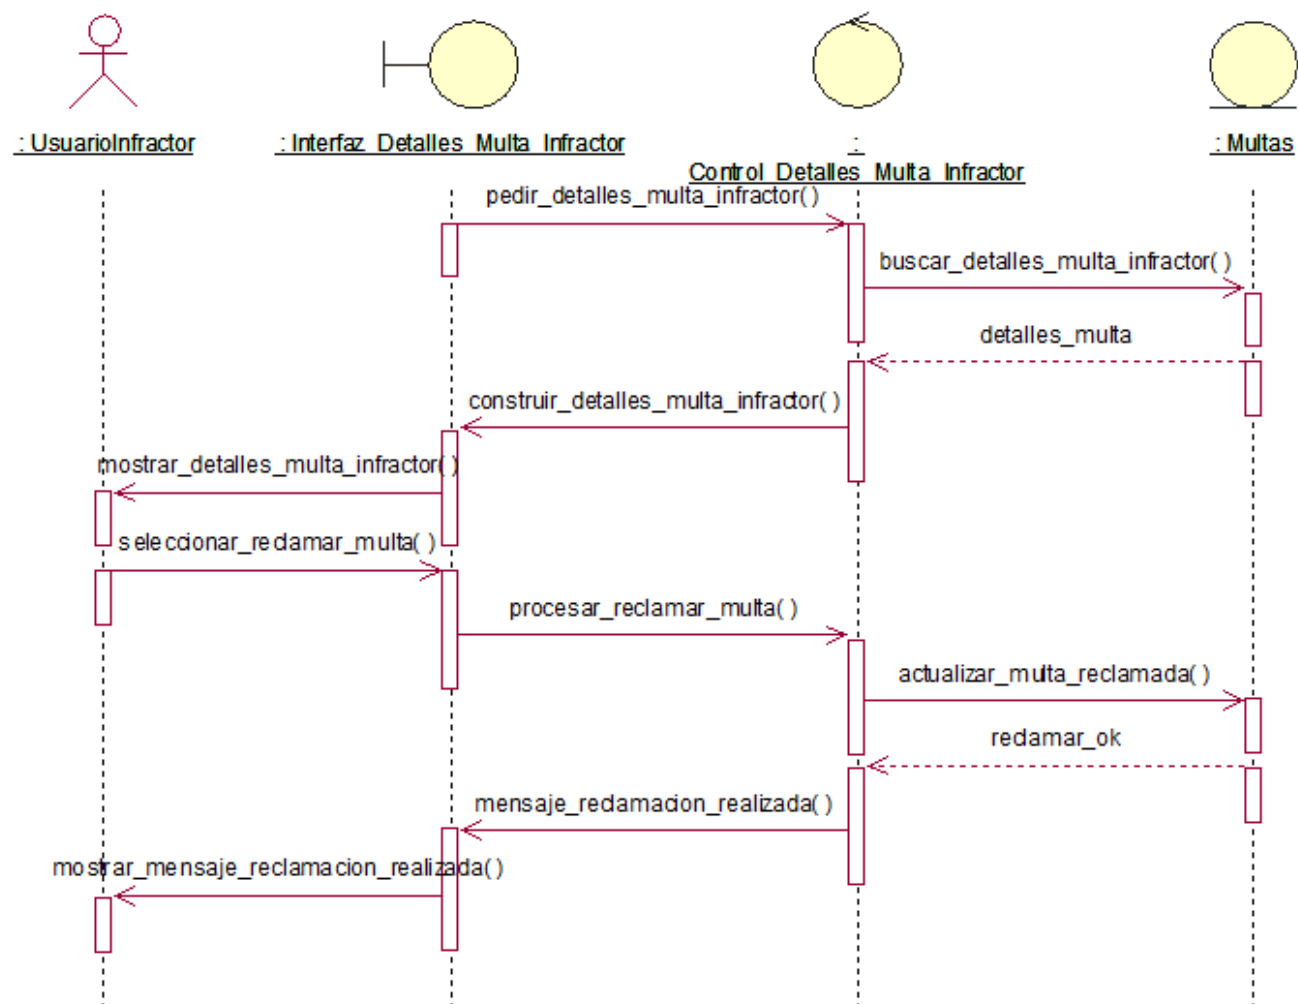 : UsuarioInfractor
: Interfaz_Detalles_Multa_Infractor
:
Control_Detalles_Multa_Infractor
: Multas
pedir_detalles_multa_infractor( )
buscar_detalles_multa_infractor( )
detalles_multa
construir_detalles_multa_infractor( )
mostrar_detalles_multa_infractor( )
seleccionar_reclamar_multa( )
procesar_reclamar_multa( )
actualizar_multa_reclamada( )
reclamar_ok
mensaje_reclamacion_realizada( )
mostrar_mensaje_reclamacion_realizada( )